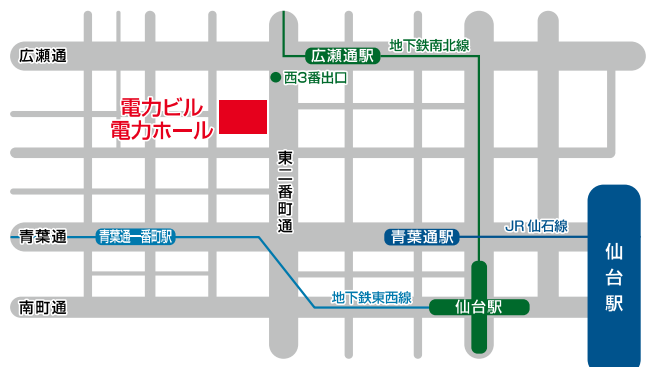 広瀬通
広瀬通駅
地下鉄南北線
西3番出口
電力ビル
電力ホール
東二番町通
青葉通
青葉通一番町駅
青葉通駅
JR仙石線
仙台駅
地下鉄東西線
南町通
仙台駅